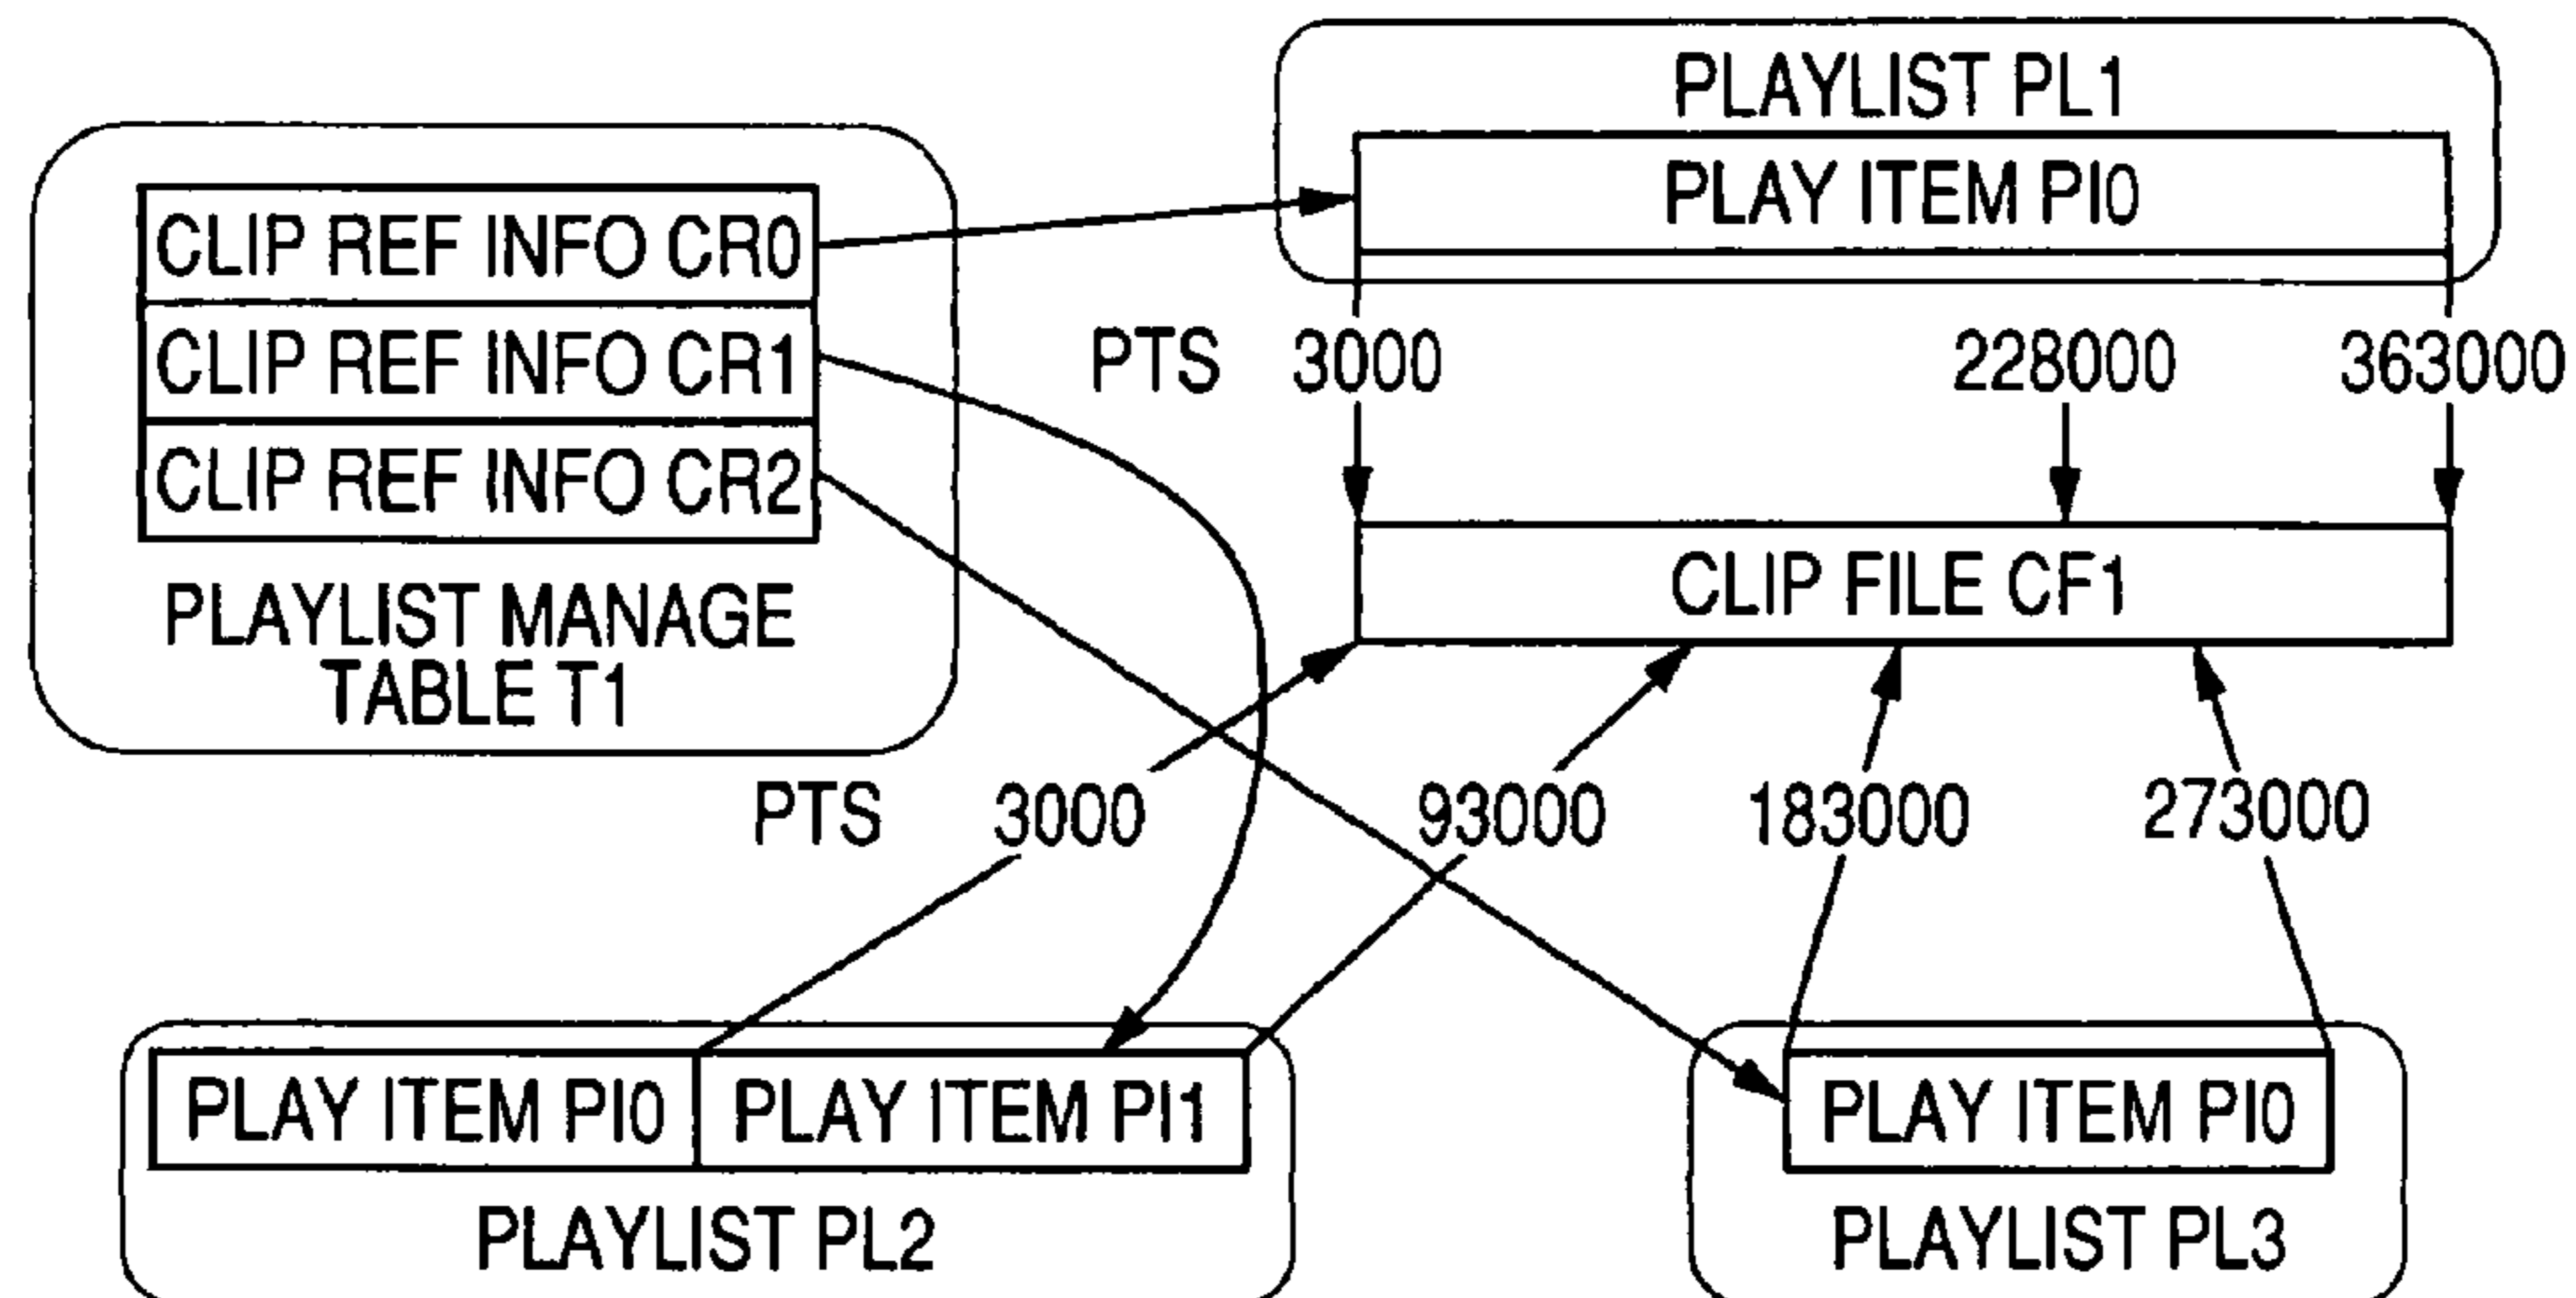 PLAYLIST PL1
PLAY ITEM PI0
CLIP REF INFO CR0
CLIP REF INFO CR1
CLIP REF INFO CR2
PLAYLIST MANAGE
TABLE T1
PTS 3000 228000 363000
CLIP FILE CF1
PTS 3000 93000 183000 273000
PLAY ITEM PI0 PLAY ITEM PI1
PLAYLIST PL2
PLAY ITEM PI0
PLAYLIST PL3